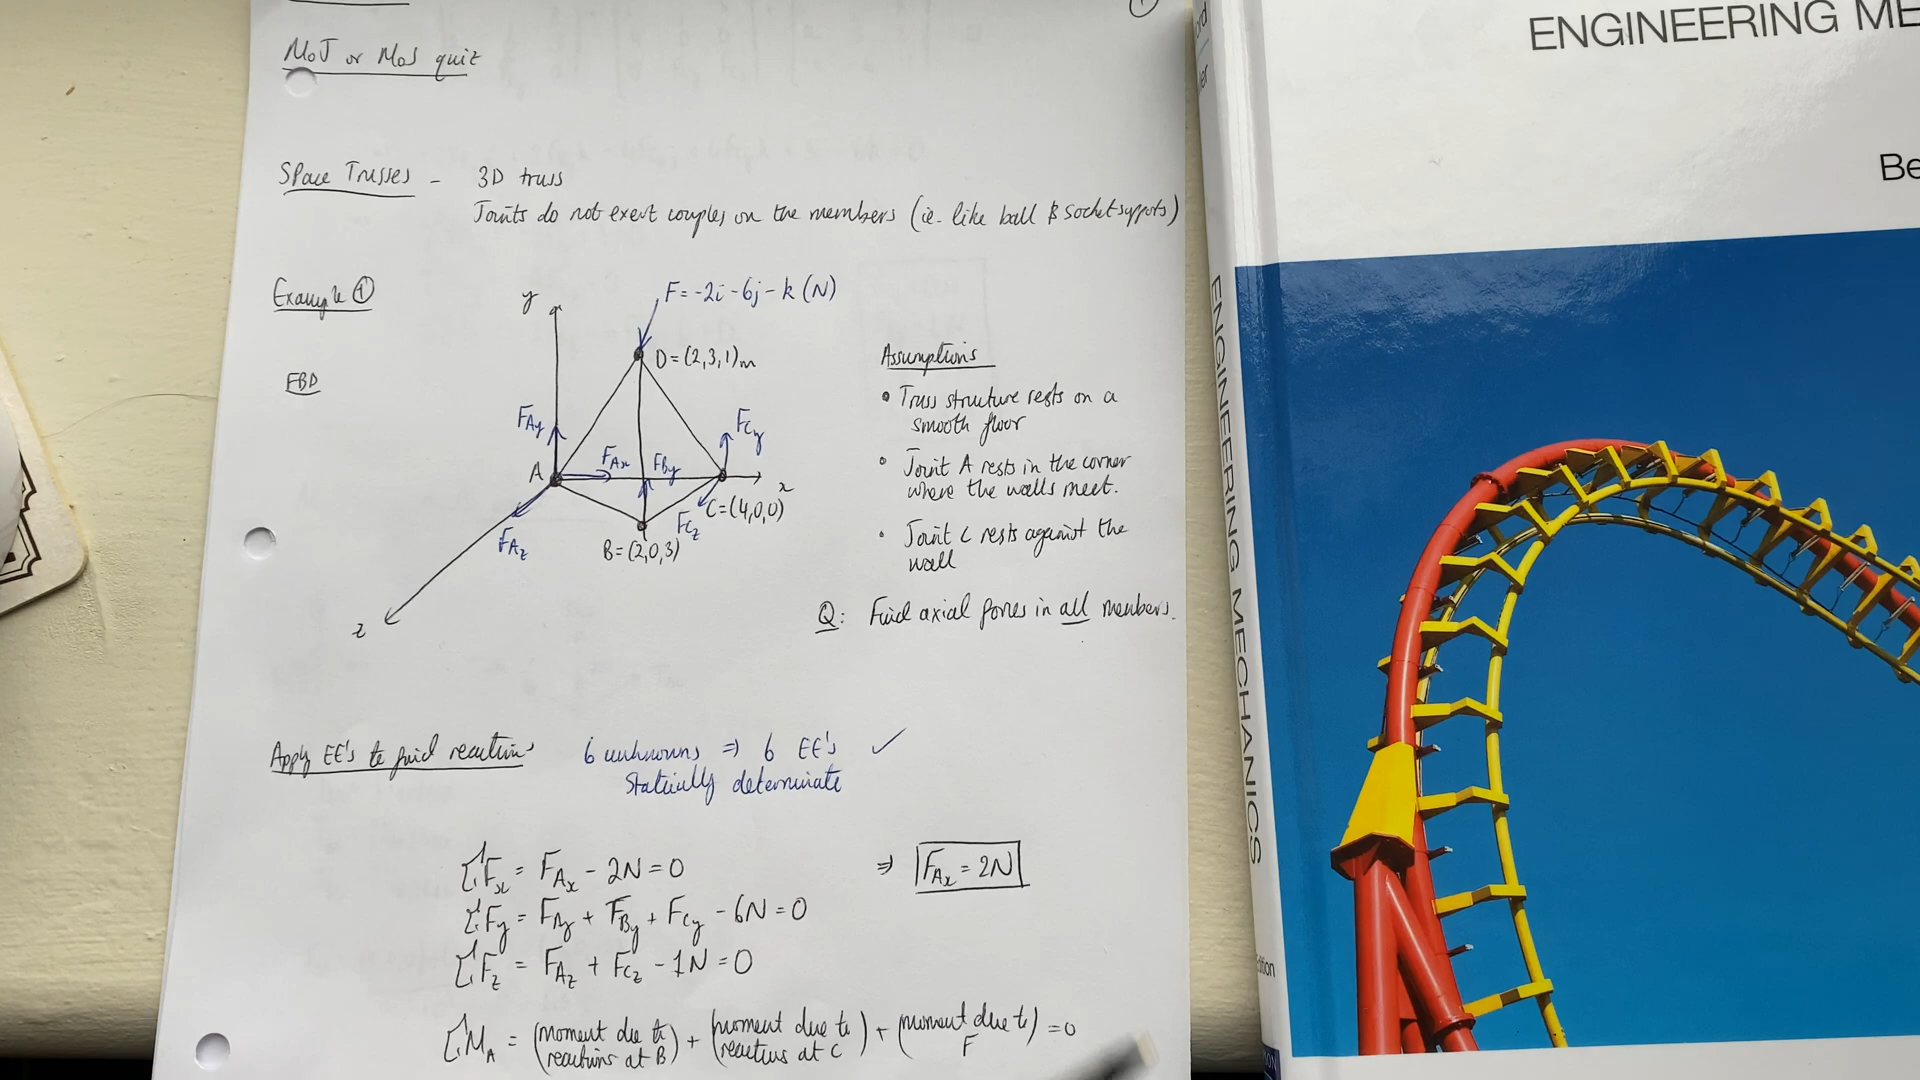 MoJ or MoS quiz
Space Trusses - 3D truss
Joints do not exert couples on the members (ie. like ball & socket supports)
Example ①
FBD
y
F = -2i - 6j - k (N)
D = (2,3,1)m
FAy
FCy
A
FAx
FBy
x
C = (4,0,0)
FCz
FAz
B = (2,0,3)
z
Assumptions
• Truss structure rests on a
smooth floor
• Joint A rests in the corner
where the walls meet.
• Joint C rests against the
wall
Q: Find axial forces in all members.
Apply EE's to find reactions
6 unknowns ⇒ 6 EE's ✓
Statically determinate
ΣFx = FAx - 2N = 0 ⇒ FAx = 2N
ΣFy = FAy + FBy + FCy - 6N = 0
ΣFz = FAz + FCz - 1N = 0
ΣMA = (moment due to reactions at B) + (moment due to reactions at C) + (moment due to F) = 0
ENGINEERING ME
Be
ENGINEERING MECHANICS